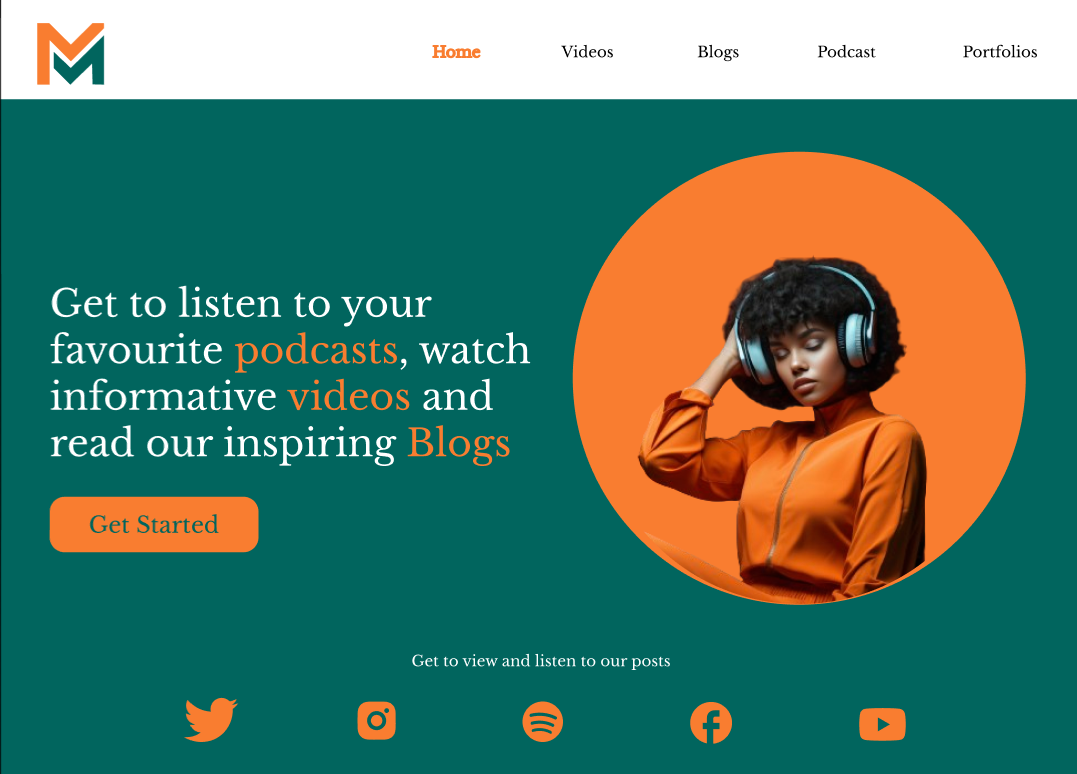 M
Home Videos Blogs Podcast Portfolios
Get to listen to your
favourite podcasts, watch
informative videos and
read our inspiring Blogs
Get Started
Get to view and listen to our posts